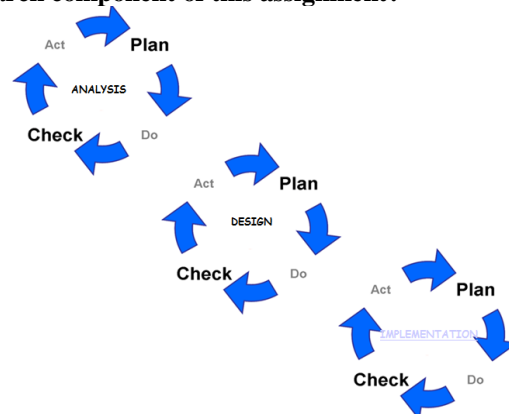 component of this assignment?
Act
Plan
ANALYSIS
Check
Do
Act
Plan
DESIGN
Check
Do
Act
Plan
IMPLEMENTATION
Check
Do